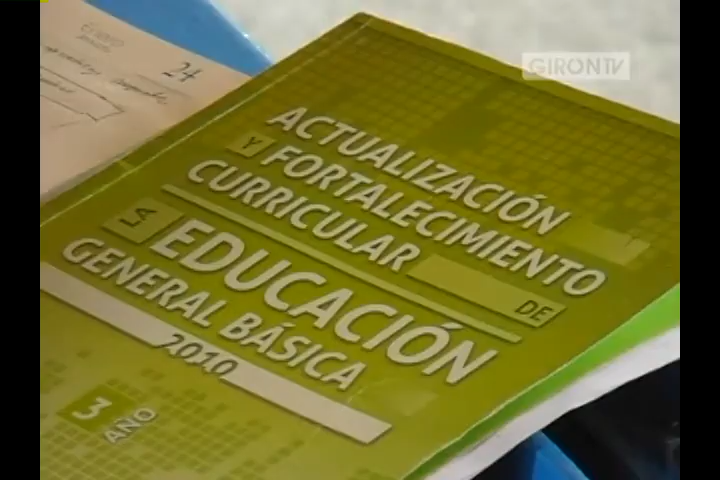 GIRONTV
24
ACTUALIZACIÓN
Y FORTALECIMIENTO
CURRICULAR DE
LA EDUCACIÓN
GENERAL BÁSICA
2010
3 AÑO